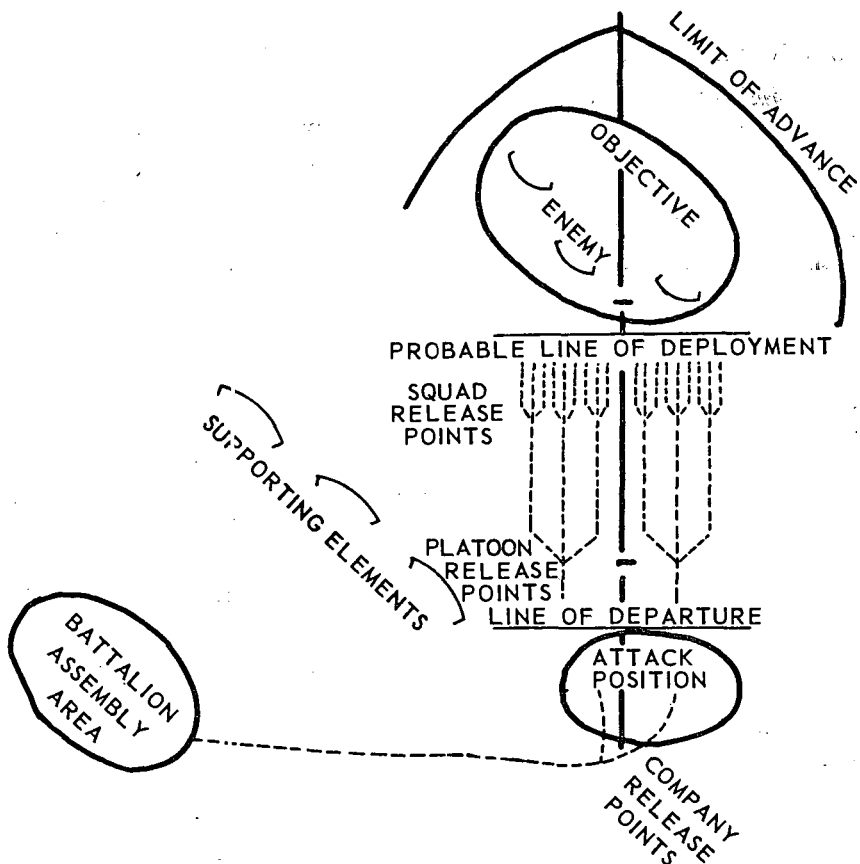 LIMIT OF ADVANCE
OBJECTIVE
ENEMY
PROBABLE LINE OF DEPLOYMENT
SQUAD
RELEASE
POINTS
SUPPORTING ELEMENTS
PLATOON
RELEASE
POINTS
LINE OF DEPARTURE
BATTALION
ASSEMBLY
AREA
ATTACK
POSITION
COMPANY
RELEASE
POINTS